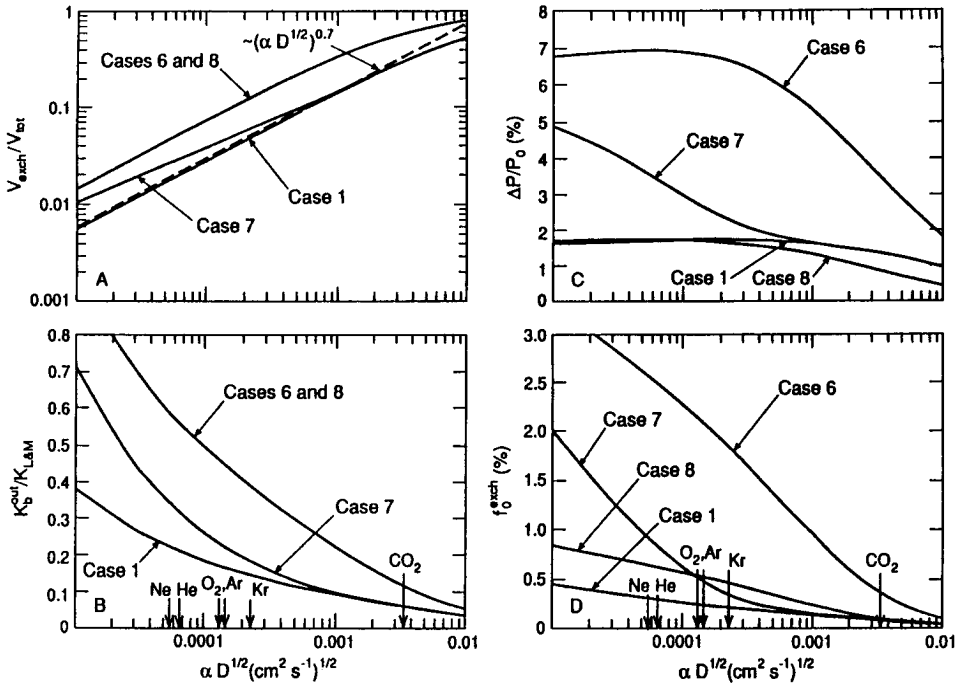 1
0.1
0.01
0.001
V_exch/V_tot
~(α D^1/2)^0.7
Cases 6 and 8
Case 1
Case 7
A
8
7
6
5
4
3
2
1
0
ΔP/P_0 (%)
Case 6
Case 7
Case 1
Case 8
C
0.8
0.7
0.6
0.5
0.4
0.3
0.2
0.1
0
K_b^out/K_L&M
Cases 6 and 8
Case 7
Case 1
CO_2
Ne He O_2,Ar Kr
B
0.0001
0.001
0.01
α D^1/2(cm^2 s^-1)^1/2
3.0
2.5
2.0
1.5
1.0
0.5
0
f_0^exch (%)
Case 6
Case 7
Case 8
Case 1
O_2,Ar Kr
CO_2
Ne He
D
0.0001
0.001
0.01
α D^1/2(cm^2 s^-1)^1/2